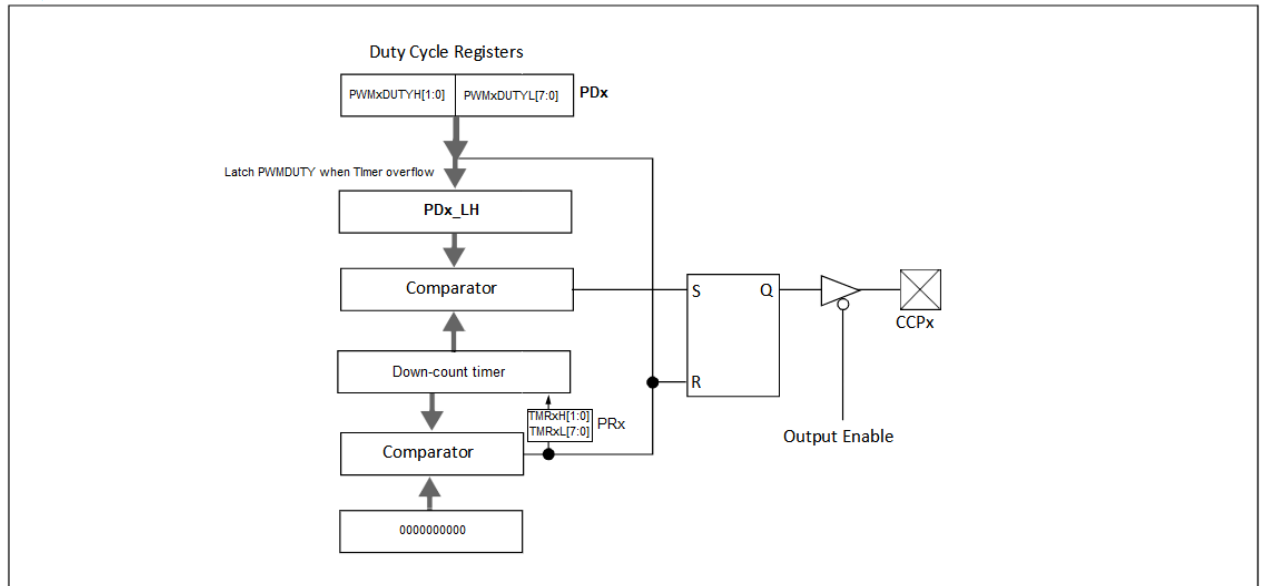 Duty Cycle Registers
PWMxDUTYH[1:0] PWMxDUTYL[7:0] PDx
Latch PWMDUTY when TImer overflow
PDx_LH
Comparator
S Q
CCPx
Down-count timer
R
TMRxH[1:0]
TMRxL[7:0] PRx
Output Enable
Comparator
0000000000